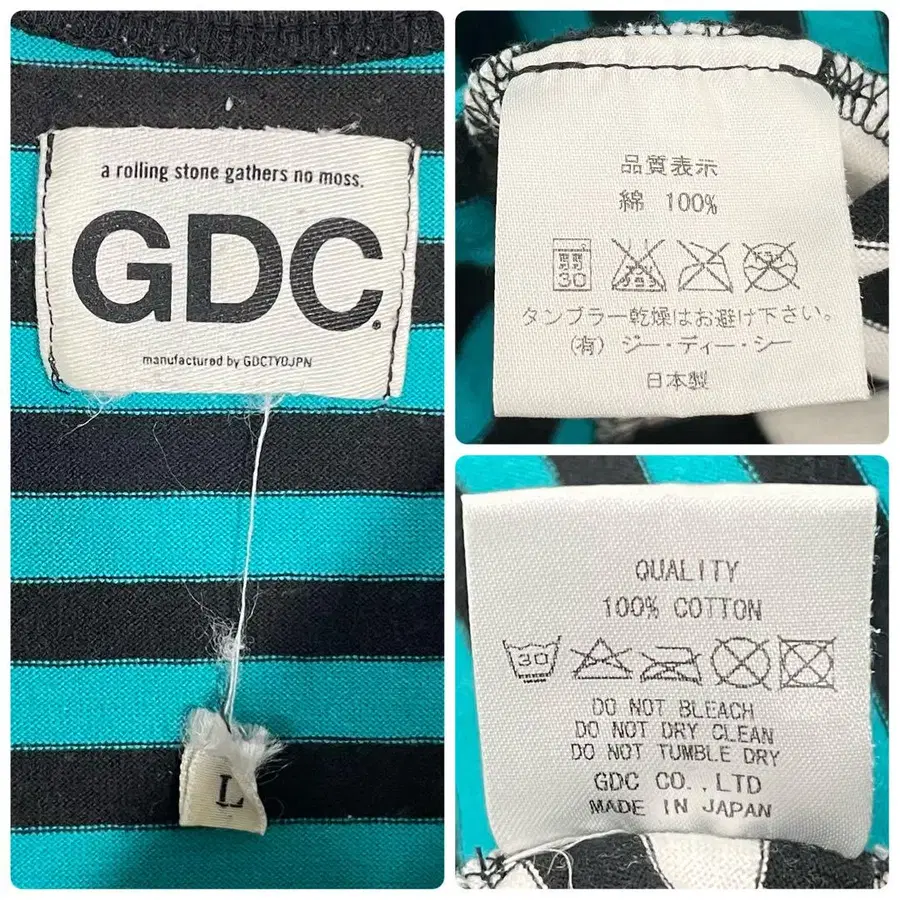 a rolling stone gathers no moss.
GDC.
manufactured by GDCTYOJPN
L
品質表示
綿 100%
30
タンブラー乾燥はお避け下さい。
(有) ジー・ディー・シー
日本製
QUALITY
100% COTTON
30
DO NOT BLEACH
DO NOT DRY CLEAN
DO NOT TUMBLE DRY
GDC CO.,LTD
MADE IN JAPAN